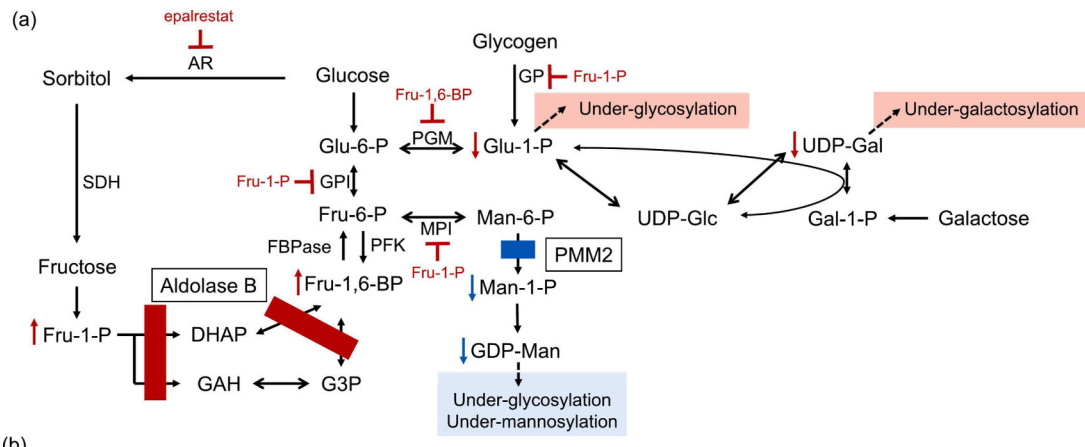 (a)
epalrestat
AR
Sorbitol
Glucose
Glycogen
GP
Fru-1-P
Fru-1,6-BP
Under-glycosylation
Under-galactosylation
Glu-6-P
PGM
Glu-1-P
UDP-Gal
SDH
Fru-1-P
GPI
Fru-6-P
MPI
Man-6-P
UDP-Glc
Gal-1-P
Galactose
FBPase
PFK
PMM2
Fructose
Aldolase B
Fru-1,6-BP
Fru-1-P
Man-1-P
Fru-1-P
DHAP
GDP-Man
GAH
G3P
Under-glycosylation
Under-mannosylation
(b)